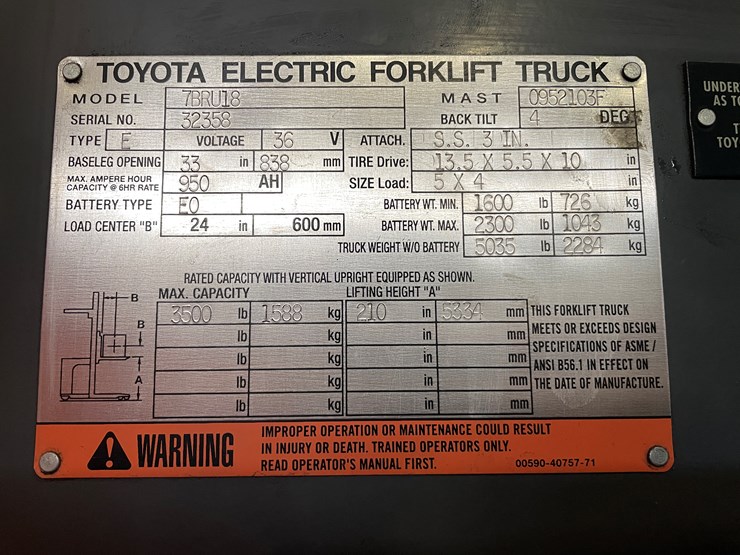 TOYOTA ELECTRIC FORKLIFT TRUCK
MODEL 7BRU18 MAST 0952103F
SERIAL NO. 32358 BACK TILT 4 DEG
TYPE E VOLTAGE 36 V ATTACH. S.S. 3 IN.
BASELEG OPENING 33 in 838 mm TIRE Drive: 13.5 X 5.5 X 10 in
MAX. AMPERE HOUR
CAPACITY @ 6HR RATE 950 AH SIZE Load: 5 X 4 in
BATTERY TYPE EO BATTERY WT. MIN. 1600 lb 726 kg
LOAD CENTER "B" 24 in 600 mm BATTERY WT. MAX. 2300 lb 1043 kg
TRUCK WEIGHT W/O BATTERY 5035 lb 2284 kg
RATED CAPACITY WITH VERTICAL UPRIGHT EQUIPPED AS SHOWN.
MAX. CAPACITY LIFTING HEIGHT "A"
3500 lb 1588 kg 210 in 5334 mm
lb kg in mm
lb kg in mm
lb kg in mm
lb kg in mm
B
B
A
THIS FORKLIFT TRUCK
MEETS OR EXCEEDS DESIGN
SPECIFICATIONS OF ASME /
ANSI B56.1 IN EFFECT ON
THE DATE OF MANUFACTURE.
WARNING
IMPROPER OPERATION OR MAINTENANCE COULD RESULT
IN INJURY OR DEATH. TRAINED OPERATORS ONLY.
READ OPERATOR'S MANUAL FIRST. 00590-40757-71
UNDER
AS TO
TOY